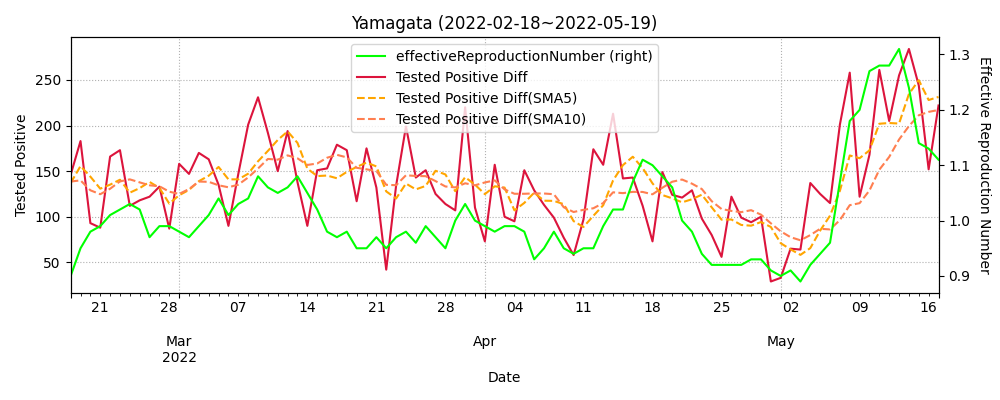 Yamagata (2022-02-18~2022-05-19)
effectiveReproductionNumber (right)
Tested Positive Diff
Tested Positive Diff(SMA5)
Tested Positive Diff(SMA10)
Tested Positive
250
200
150
100
50
1.3
1.2
1.1
1.0
0.9
Effective Reproduction Number
21 28 07 14 21 28 04 11 18 25 02 09 16
Mar Apr May
2022
Date